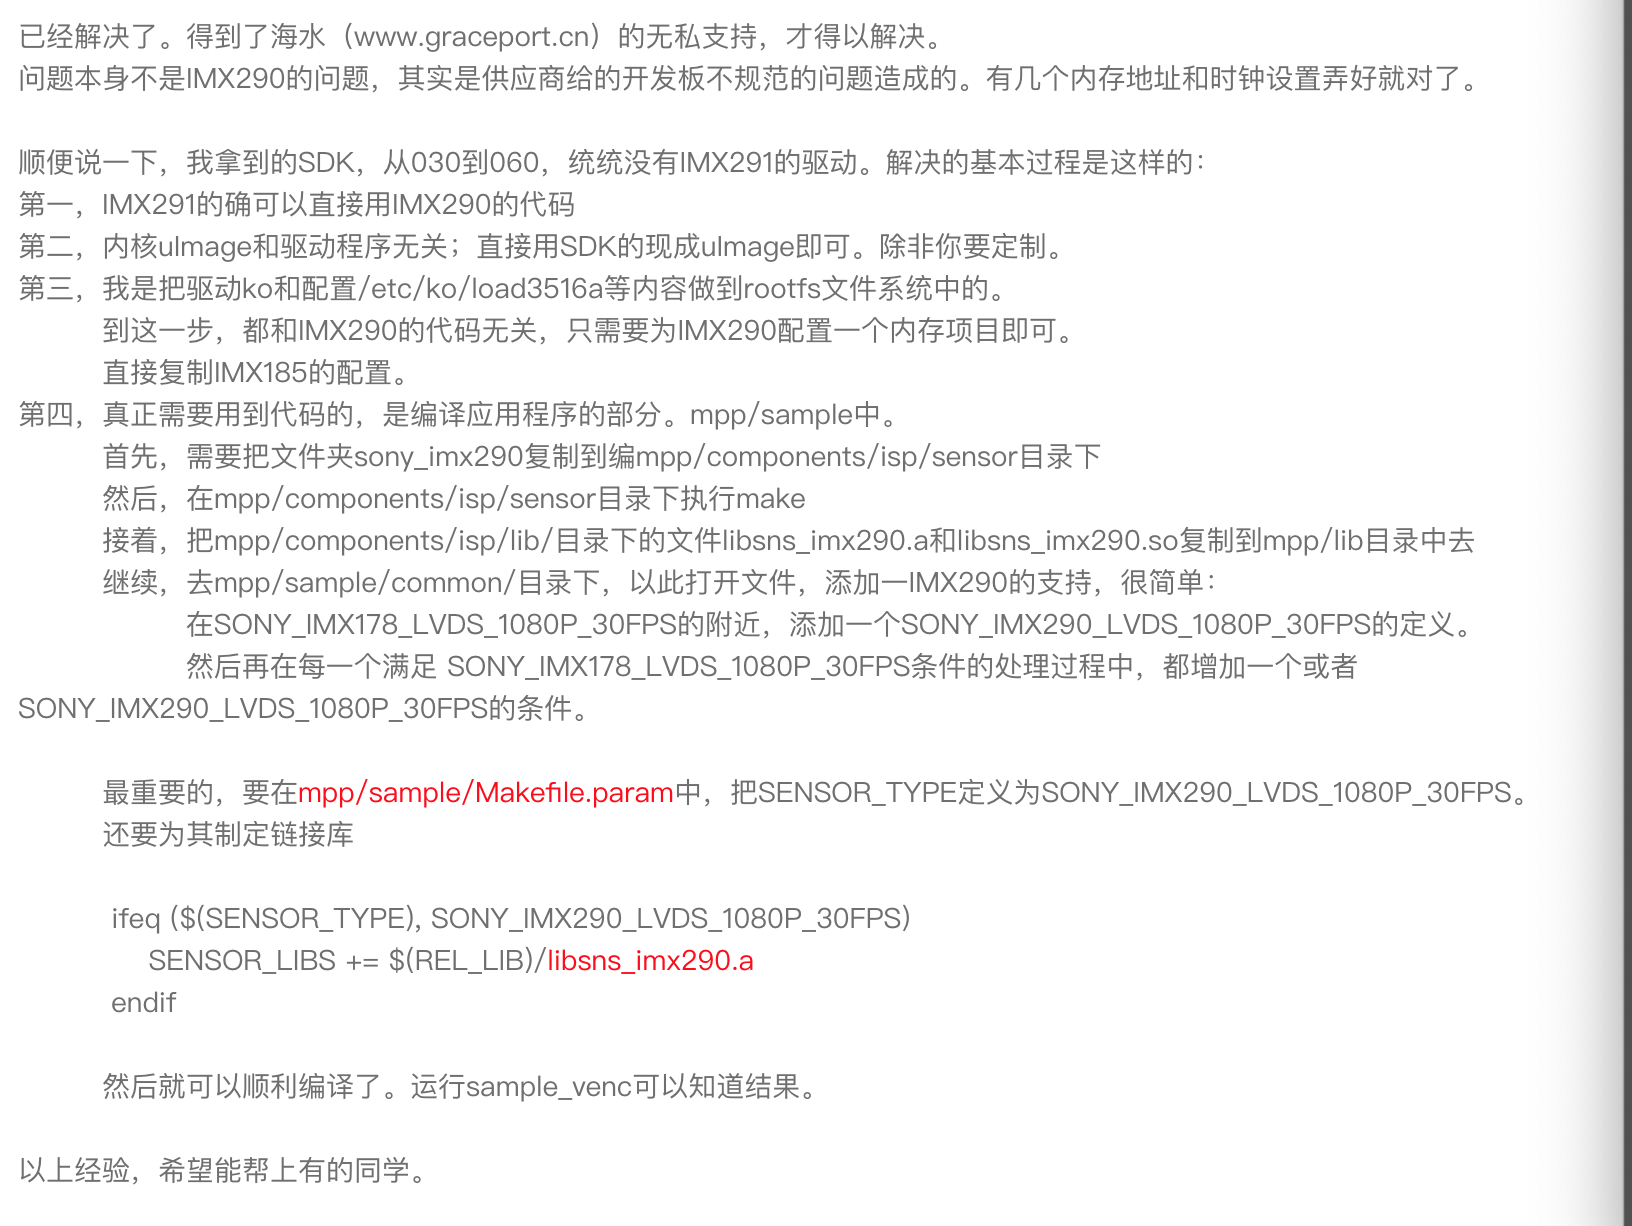 已经解决了。得到了海水（www.graceport.cn）的无私支持，才得以解决。
问题本身不是IMX290的问题，其实是供应商给的开发板不规范的问题造成的。有几个内存地址和时钟设置弄好就对了。
顺便说一下，我拿到的SDK，从030到060，统统没有IMX291的驱动。解决的基本过程是这样的：
第一，IMX291的确可以直接用IMX290的代码
第二，内核uImage和驱动程序无关；直接用SDK的现成uImage即可。除非你要定制。
第三，我是把驱动ko和配置/etc/ko/load3516a等内容做到rootfs文件系统中的。
到这一步，都和IMX290的代码无关，只需要为IMX290配置一个内存项目即可。
直接复制IMX185的配置。
第四，真正需要用到代码的，是编译应用程序的部分。mpp/sample中。
首先，需要把文件夹sony_imx290复制到编mpp/components/isp/sensor目录下
然后，在mpp/components/isp/sensor目录下执行make
接着，把mpp/components/isp/lib/目录下的文件libsns_imx290.a和libsns_imx290.so复制到mpp/lib目录中去
继续，去mpp/sample/common/目录下，以此打开文件，添加一IMX290的支持，很简单：
在SONY_IMX178_LVDS_1080P_30FPS的附近，添加一个SONY_IMX290_LVDS_1080P_30FPS的定义。
然后再在每一个满足 SONY_IMX178_LVDS_1080P_30FPS条件的处理过程中，都增加一个或者
SONY_IMX290_LVDS_1080P_30FPS的条件。
最重要的，要在mpp/sample/Makefile.param中，把SENSOR_TYPE定义为SONY_IMX290_LVDS_1080P_30FPS。
还要为其制定链接库
ifeq ($(SENSOR_TYPE), SONY_IMX290_LVDS_1080P_30FPS)
SENSOR_LIBS += $(REL_LIB)/libsns_imx290.a
endif
然后就可以顺利编译了。运行sample_venc可以知道结果。
以上经验，希望能帮上有的同学。